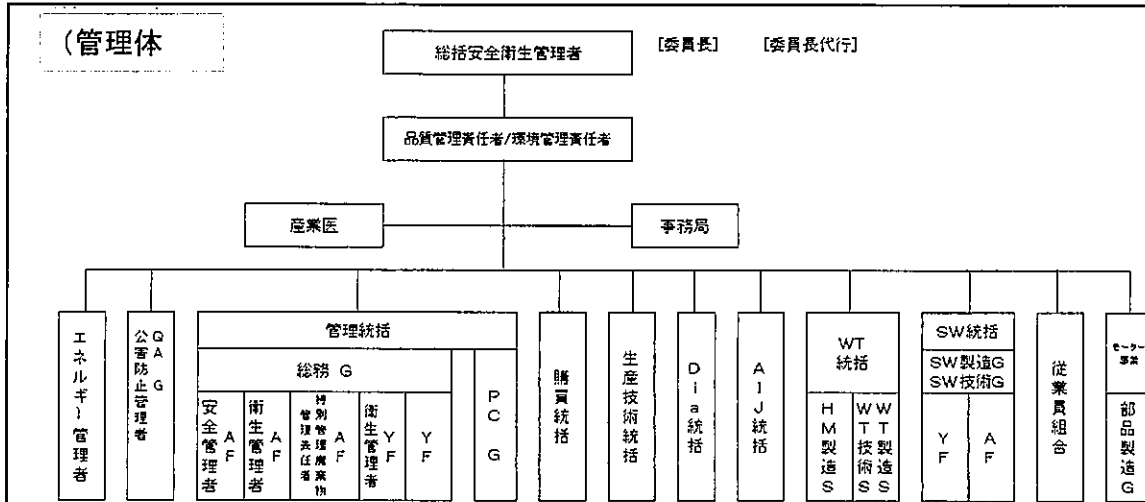 (管理体
総括安全衛生管理者
[委員長]
[委員長代行]
品質管理責任者/環境管理責任者
産業医
事務局
エネルギー管理者
QA G
公害防止管理者
管理統括
総務 G
安全管理者
AF
衛生管理者
AF
特別管理廃棄物
管理責任者
AF
衛生管理者
YF
YF
PC G
購買統括
生産技術統括
Dia統括
AIJ統括
WT
統括
HM製造S
WT技術S
WT製造S
SW統括
SW製造G
SW技術G
YF
AF
従業員組合
モーター
事業
部品製造G